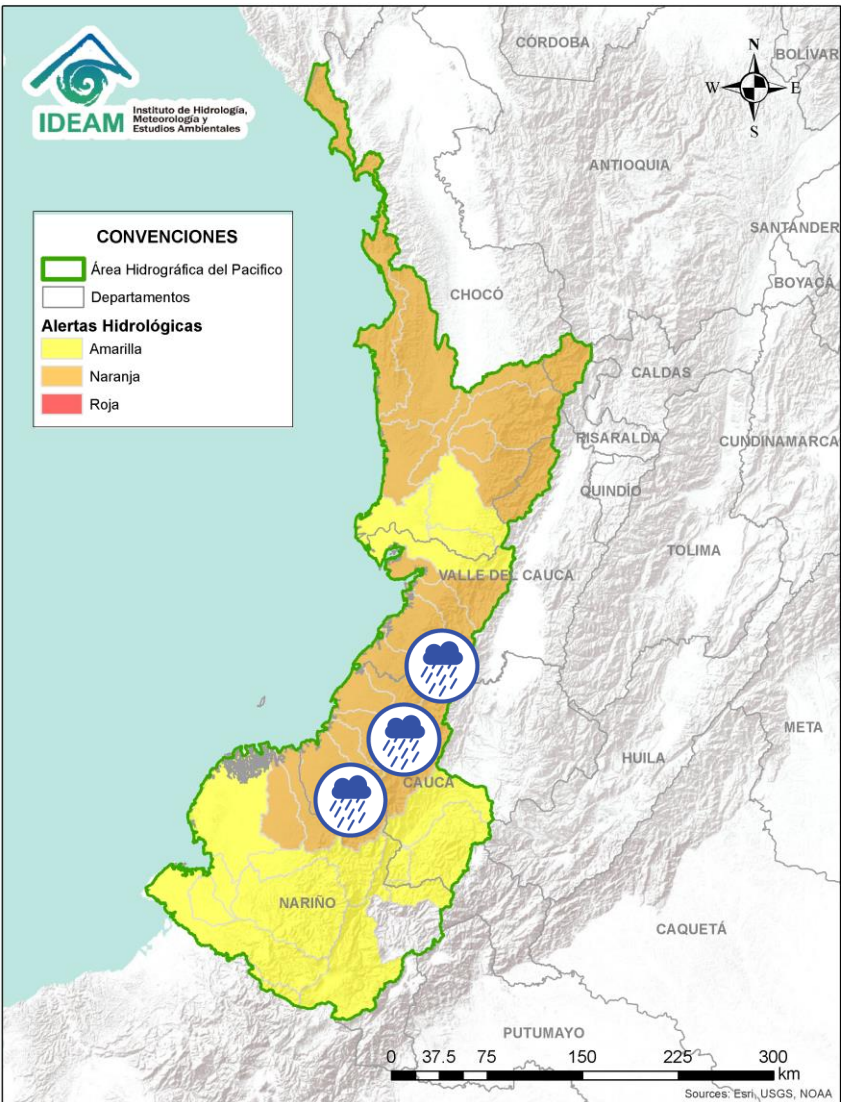 IDEAM
Instituto de Hidrología,
Meteorología y
Estudios Ambientales
CÓRDOBA
BOLIVAR
N
W
E
S
ANTIOQUIA
SANTANDER
BOYACÁ
CONVENCIONES
Área Hidrográfica del Pacifico
Departamentos
Alertas Hidrológicas
Amarilla
Naranja
Roja
CHOCÓ
CALDAS
RISARALDA
CUNDINAMARCA
QUINDÍO
TOLIMA
VALLE DEL CAUCA
META
HUILA
CAUCA
NARIÑO
CAQUETÁ
PUTUMAYO
0 37.5 75 150 225 300
km
Sources: Esri, USGS, NOAA